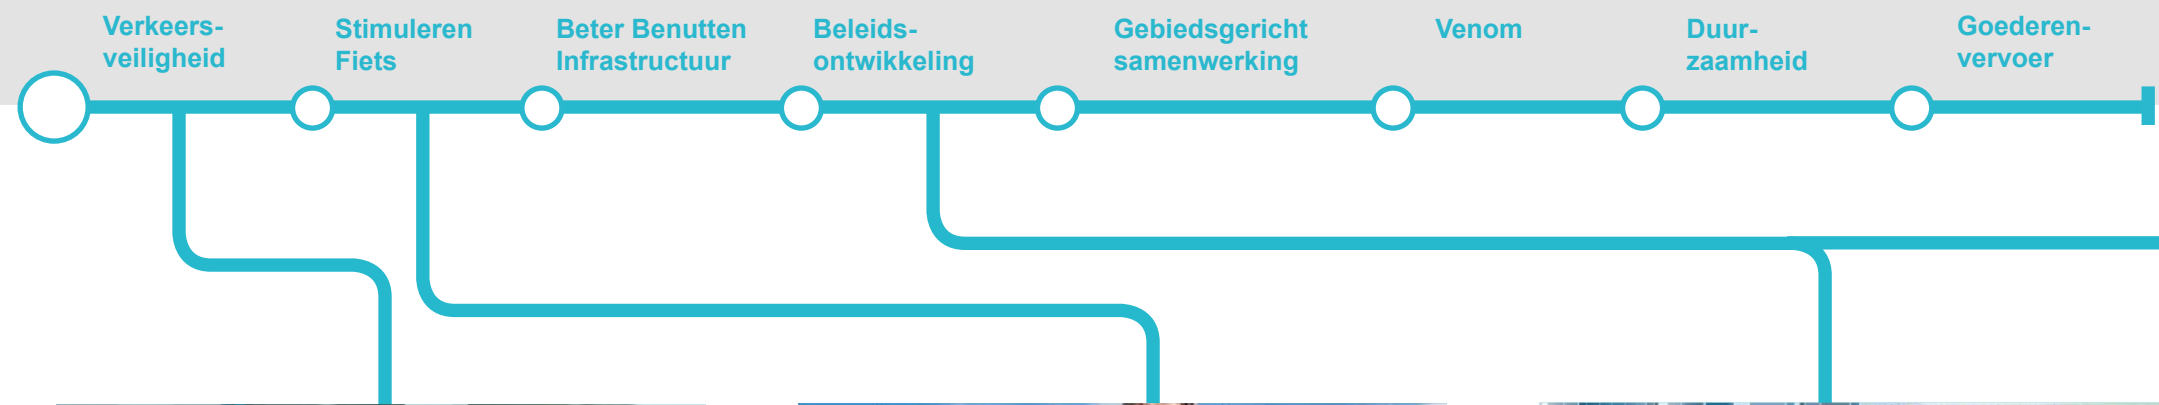 Verkeers-
veiligheid
Stimuleren
Fiets
Beter Benutten
Infrastructuur
Beleids-
ontwikkeling
Gebiedsgericht
samenwerking
Venom
Duur-
zaamheid
Goederen-
vervoer